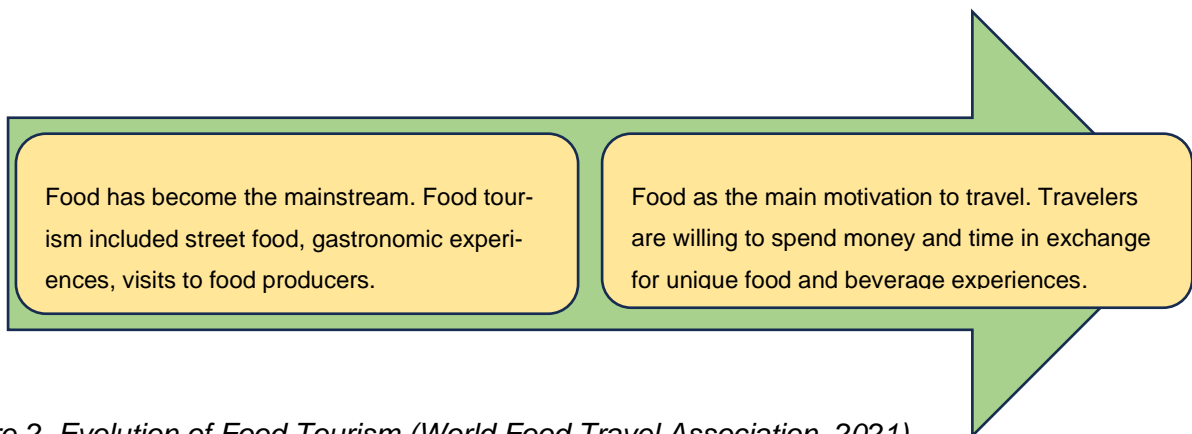 Food has become the mainstream. Food tour-
ism included street food, gastronomic experi-
ences, visits to food producers.
Food as the main motivation to travel. Travelers
are willing to spend money and time in exchange
for unique food and beverage experiences.
re 2. Evolution of Food Tourism (World Food Travel Association, 2021)